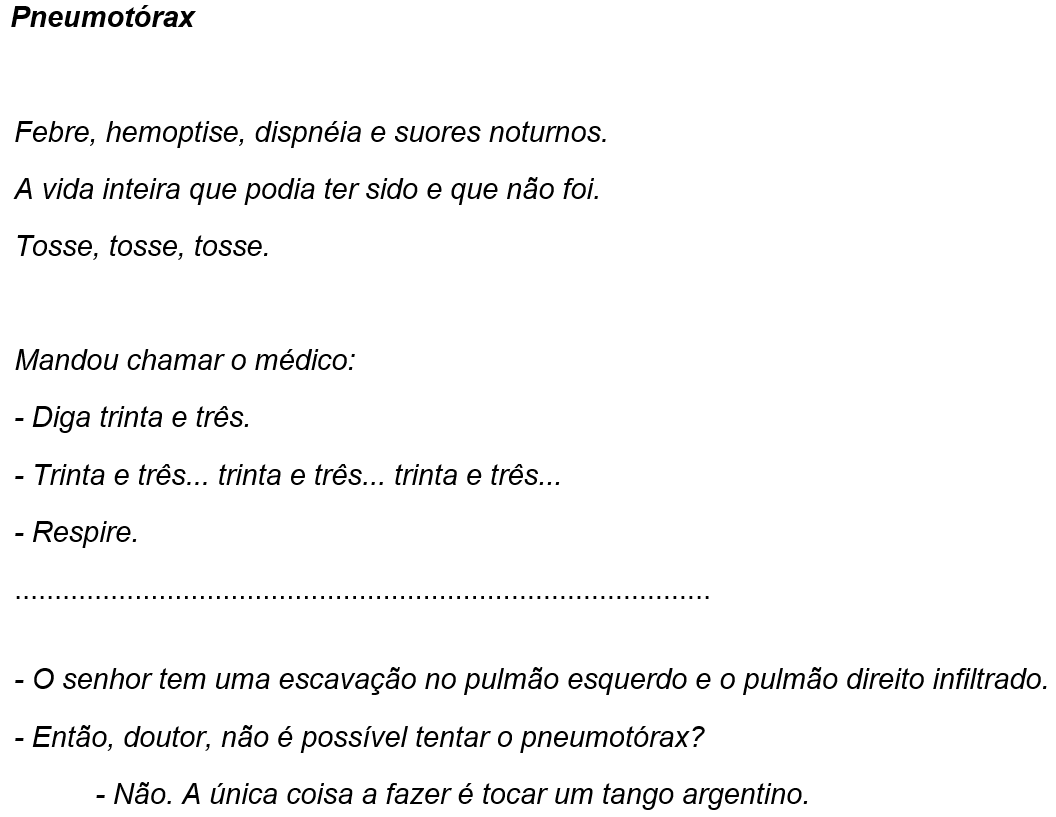 Pneumotórax
Febre, hemoptise, dispnéia e suores noturnos.
A vida inteira que podia ter sido e que não foi.
Tosse, tosse, tosse.
Mandou chamar o médico:
- Diga trinta e três.
- Trinta e três... trinta e três... trinta e três...
- Respire.
.......................................................................................
- O senhor tem uma escavação no pulmão esquerdo e o pulmão direito infiltrado.
- Então, doutor, não é possível tentar o pneumotórax?
- Não. A única coisa a fazer é tocar um tango argentino.